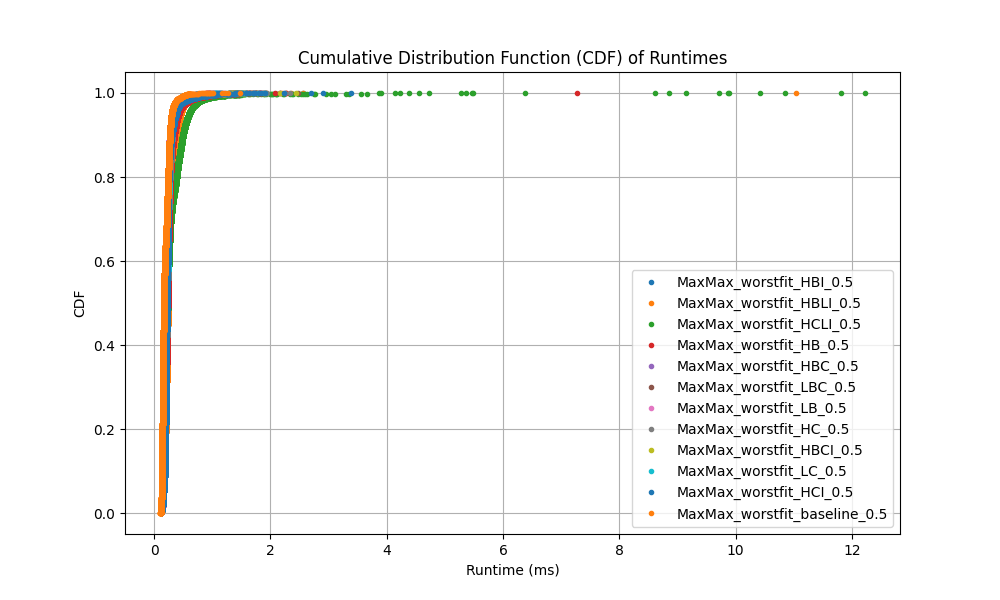 Cumulative Distribution Function (CDF) of Runtimes
CDF
1.0
0.8
0.6
0.4
0.2
0.0
MaxMax_worstfit_HBI_0.5
MaxMax_worstfit_HBLI_0.5
MaxMax_worstfit_HCLI_0.5
MaxMax_worstfit_HB_0.5
MaxMax_worstfit_HBC_0.5
MaxMax_worstfit_LBC_0.5
MaxMax_worstfit_LB_0.5
MaxMax_worstfit_HC_0.5
MaxMax_worstfit_HBCI_0.5
MaxMax_worstfit_LC_0.5
MaxMax_worstfit_HCI_0.5
MaxMax_worstfit_baseline_0.5
0 2 4 6 8 10 12
Runtime (ms)